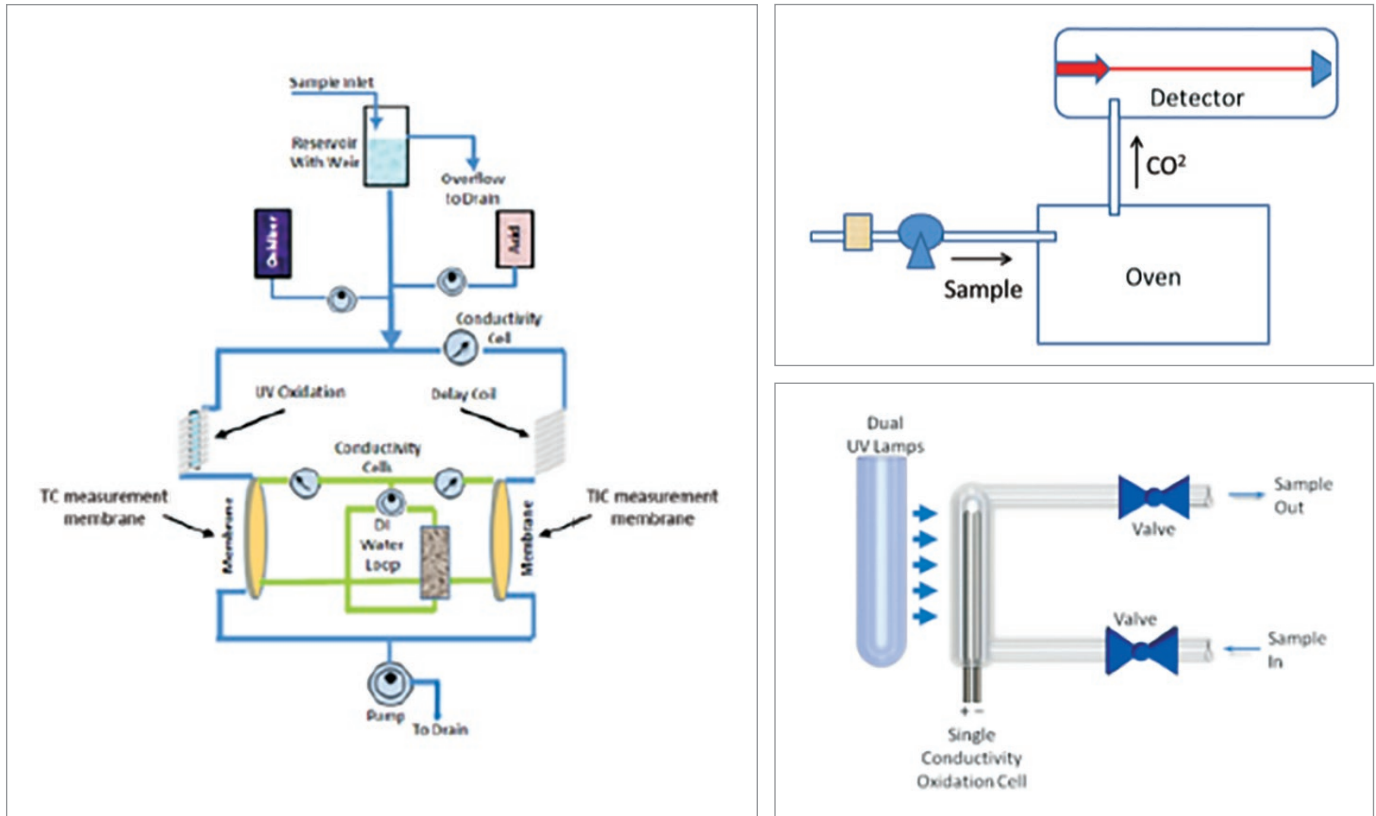 Sample Inlet
Reservoir
With Weir
Overflow
to Drain
Oxidizer
Acid
Conductivity
Cell
UV Oxidation
Delay Coil
Conductivity
Cells
TC measurement
membrane
TIC measurement
membrane
Membrane
DI
Water
Loop
Membrane
Pump
To Drain
Detector
CO²
Sample
Oven
Dual
UV Lamps
Sample
Out
Valve
Valve
Sample
In
+ −
Single
Conductivity
Oxidation Cell